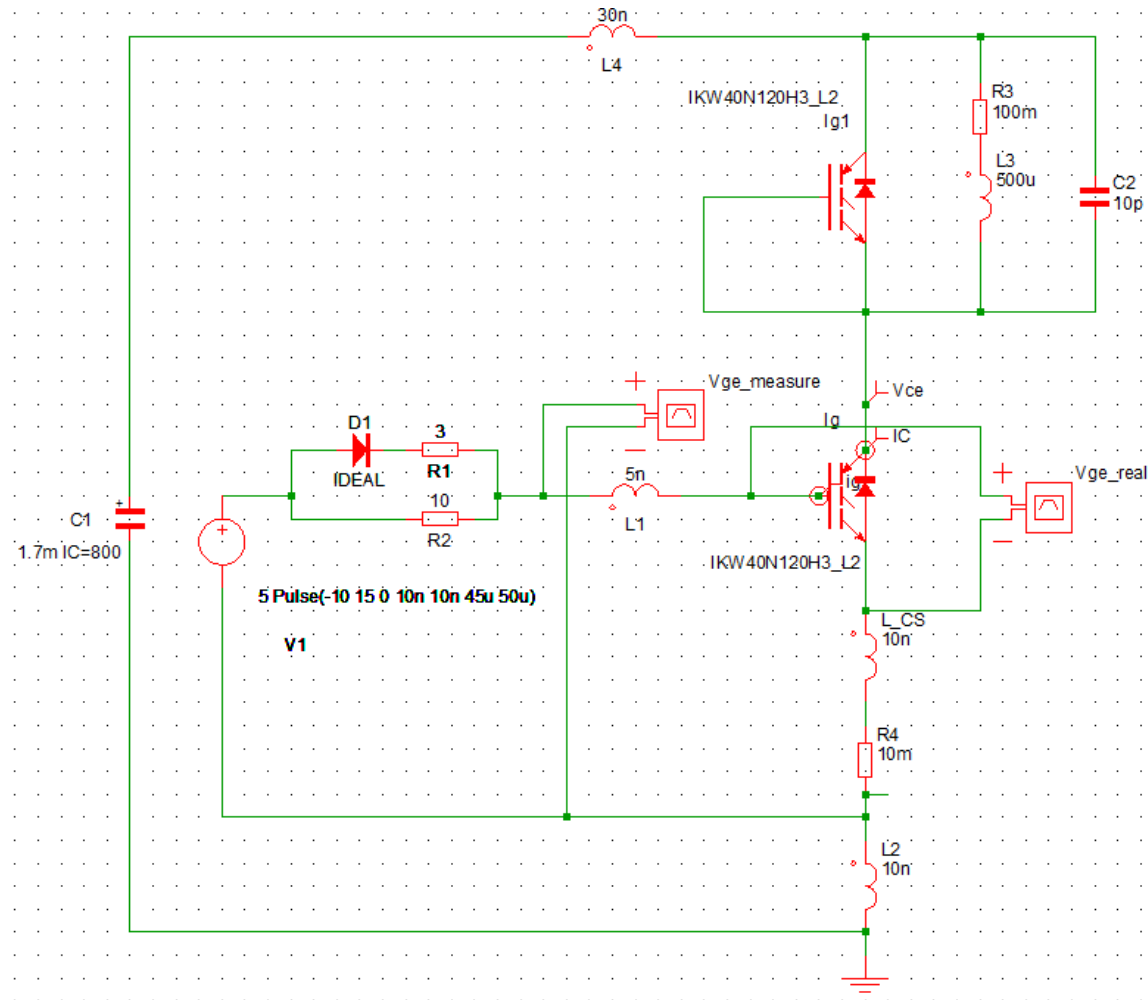 30n
L4
IKW40N120H3_L2
Ig1
R3
100m
L3
500u
C2
10p
Vge_measure
Vce
D1
IDEAL
3
R1
10
R2
5n
L1
Ig
IC
ig
Vge_real
IKW40N120H3_L2
C1
1.7m IC=800
5 Pulse(-10 15 0 10n 10n 45u 50u)
V1
L_CS
10n
R4
10m
L2
10n